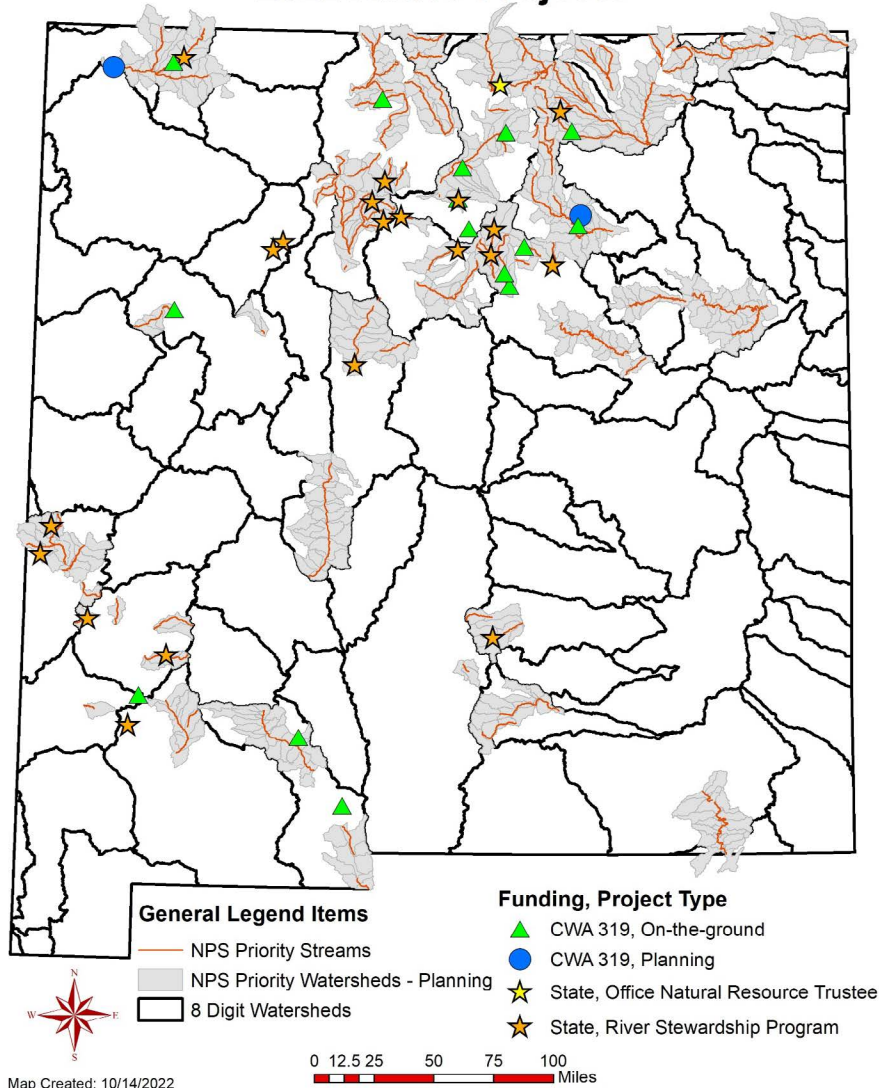 General Legend Items
NPS Priority Streams
NPS Priority Watersheds - Planning
8 Digit Watersheds
Funding, Project Type
CWA 319, On-the-ground
CWA 319, Planning
State, Office Natural Resource Trustee
State, River Stewardship Program
N
W E
S
0 12.5 25 50 75 100
Miles
Map Created: 10/14/2022